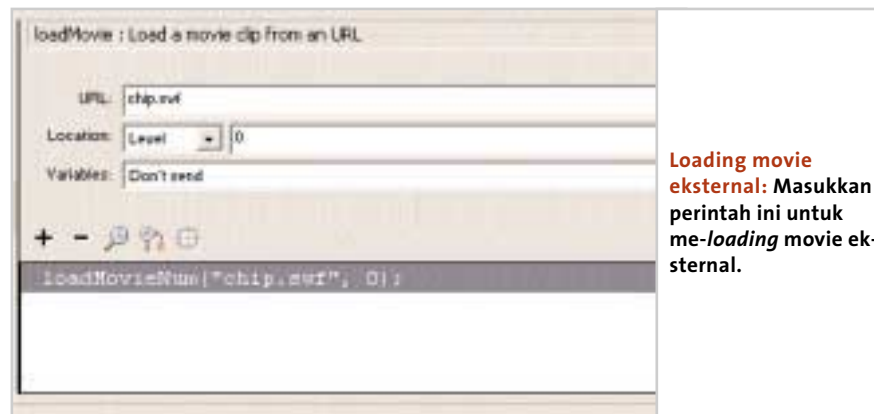 loadMovie : Load a movie clip from an URL
URL: chip.swf
Location: Level 0
Variables: Don't send
loadMovieNum("chip.swf", 0);
Loading movie
eksternal: Masukkan
perintah ini untuk
me-loading movie ek-
sternal.